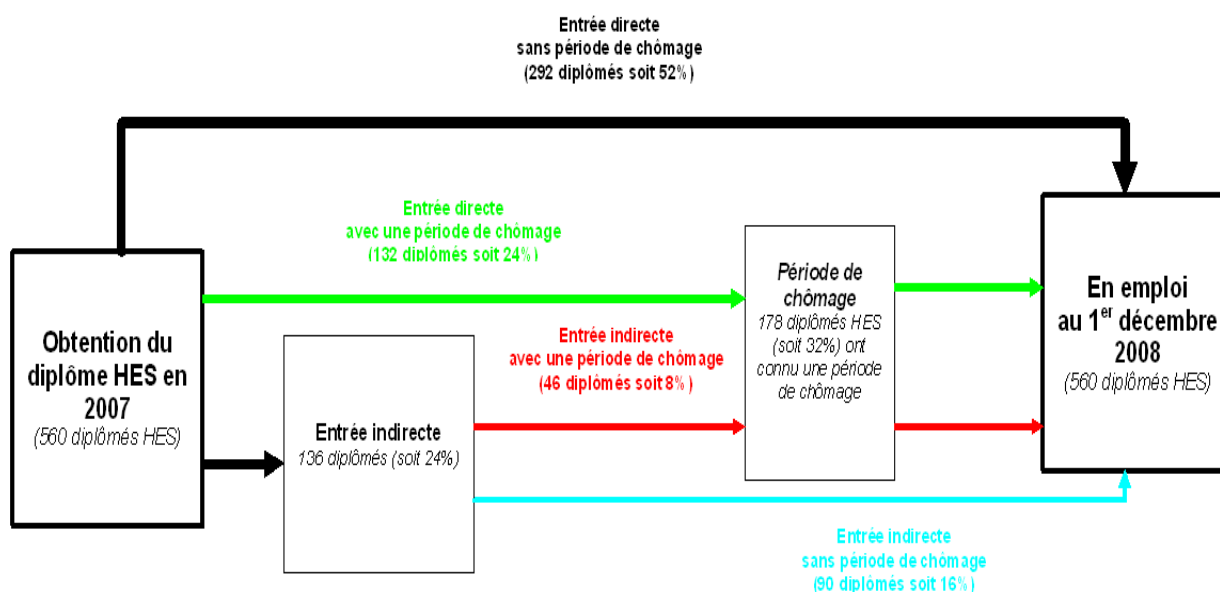 Entrée directe
sans période de chômage
(292 diplômés soit 52%)
Entrée directe
avec une période de chômage
(132 diplômés soit 24%)
Obtention du
diplôme HES en
2007
(560 diplômés HES)
Entrée indirecte
136 diplômés (soit 24%)
Entrée indirecte
avec une période de chômage
(46 diplômés soit 8%)
Période de
chômage
178 diplômés HES
(soit 32%) ont
connu une période
de chômage
En emploi
au 1er décembre
2008
(560 diplômés HES)
Entrée indirecte
sans période de chômage
(90 diplômés soit 16%)